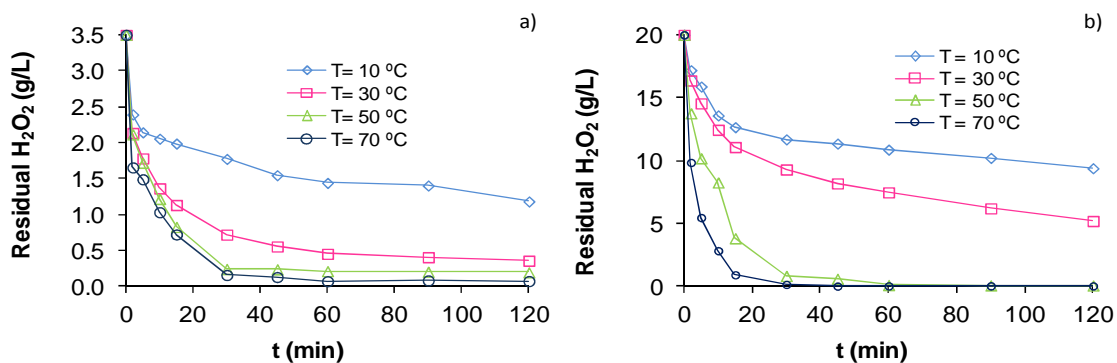 a)
Residual H₂O₂ (g/L)
3.5
3.0
2.5
2.0
1.5
1.0
0.5
0.0
T= 10 ºC
T= 30 ºC
T= 50 ºC
T= 70 ºC
0 20 40 60 80 100 120
t (min)
b)
Residual H₂O₂ (g/L)
20
15
10
5
0
T = 10 ºC
T = 30 ºC
T = 50 ºC
T = 70 ºC
0 20 40 60 80 100 120
t (min)